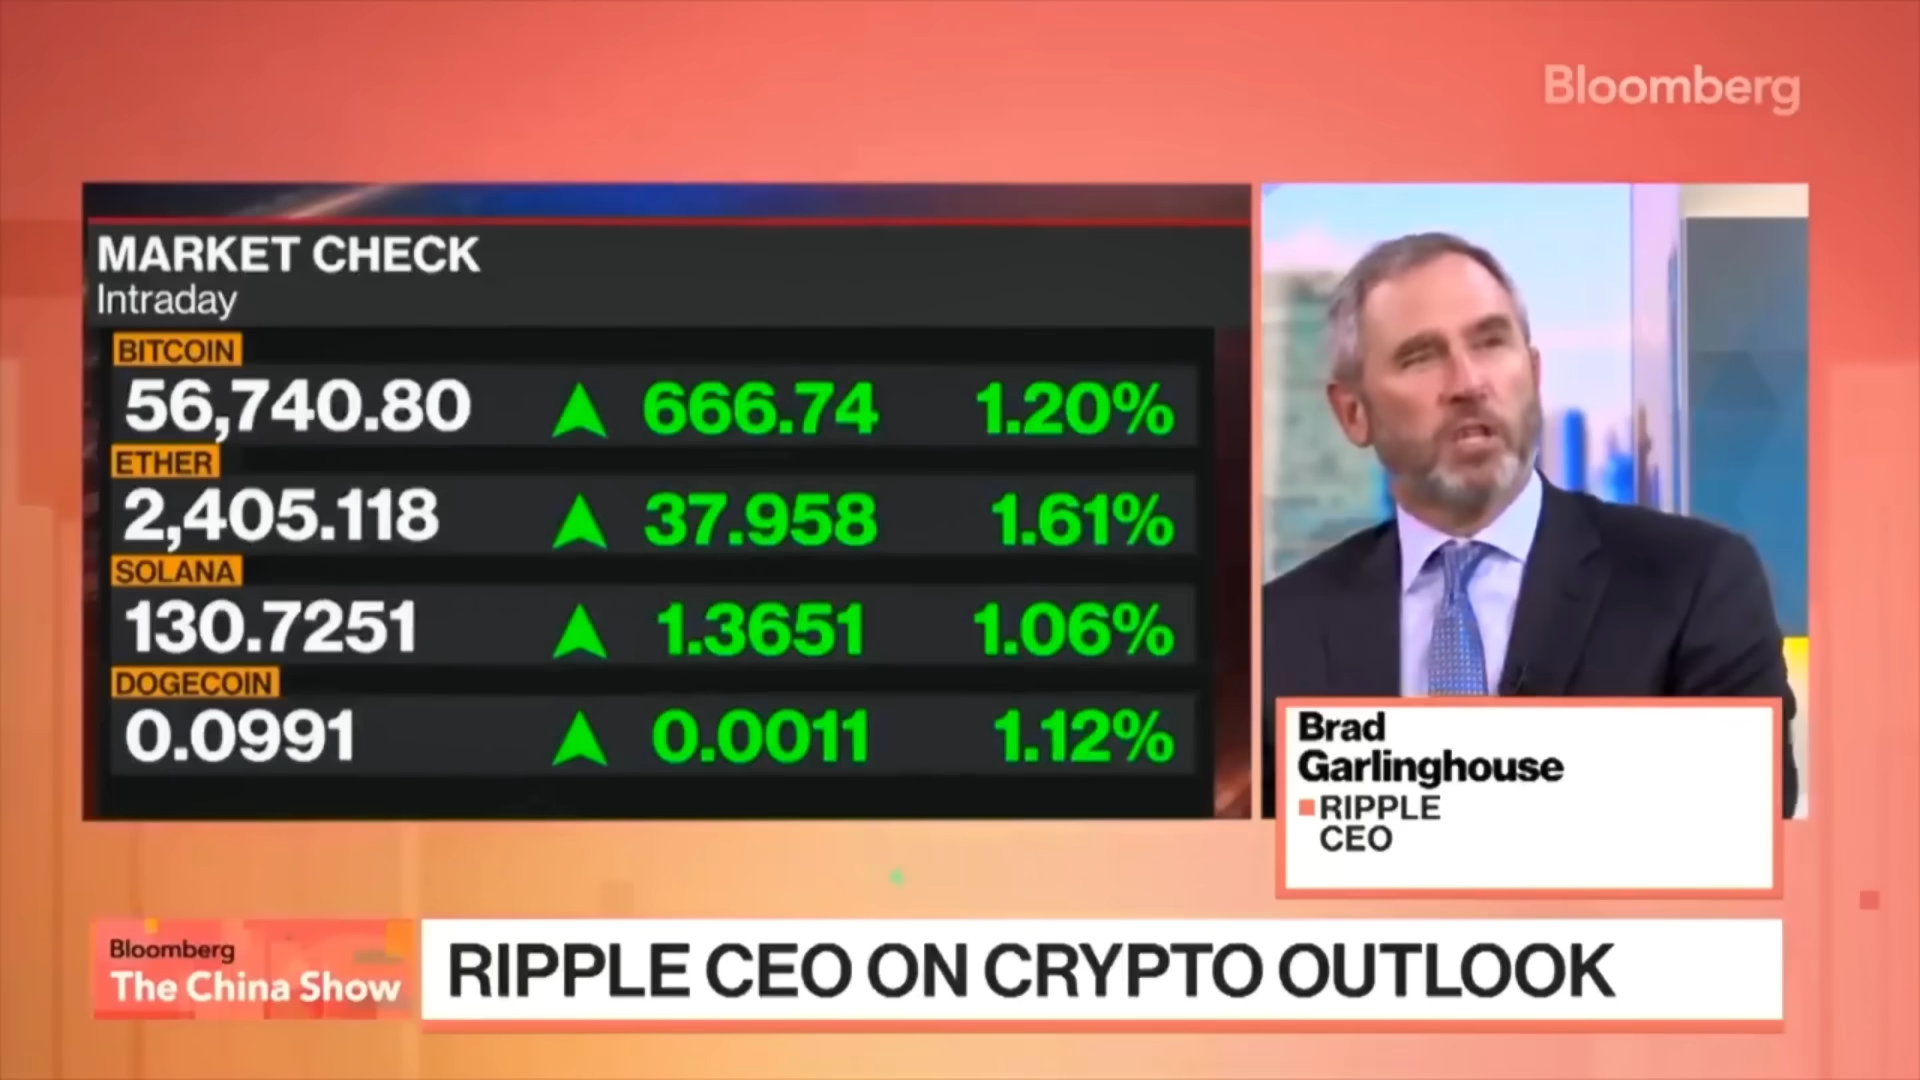 Bloomberg
MARKET CHECK
Intraday
BITCOIN
56,740.80 ▲ 666.74 1.20%
ETHER
2,405.118 ▲ 37.958 1.61%
SOLANA
130.7251 ▲ 1.3651 1.06%
DOGECOIN
0.0991 ▲ 0.0011 1.12%
Brad
Garlinghouse
RIPPLE
CEO
Bloomberg
The China Show
RIPPLE CEO ON CRYPTO OUTLOOK